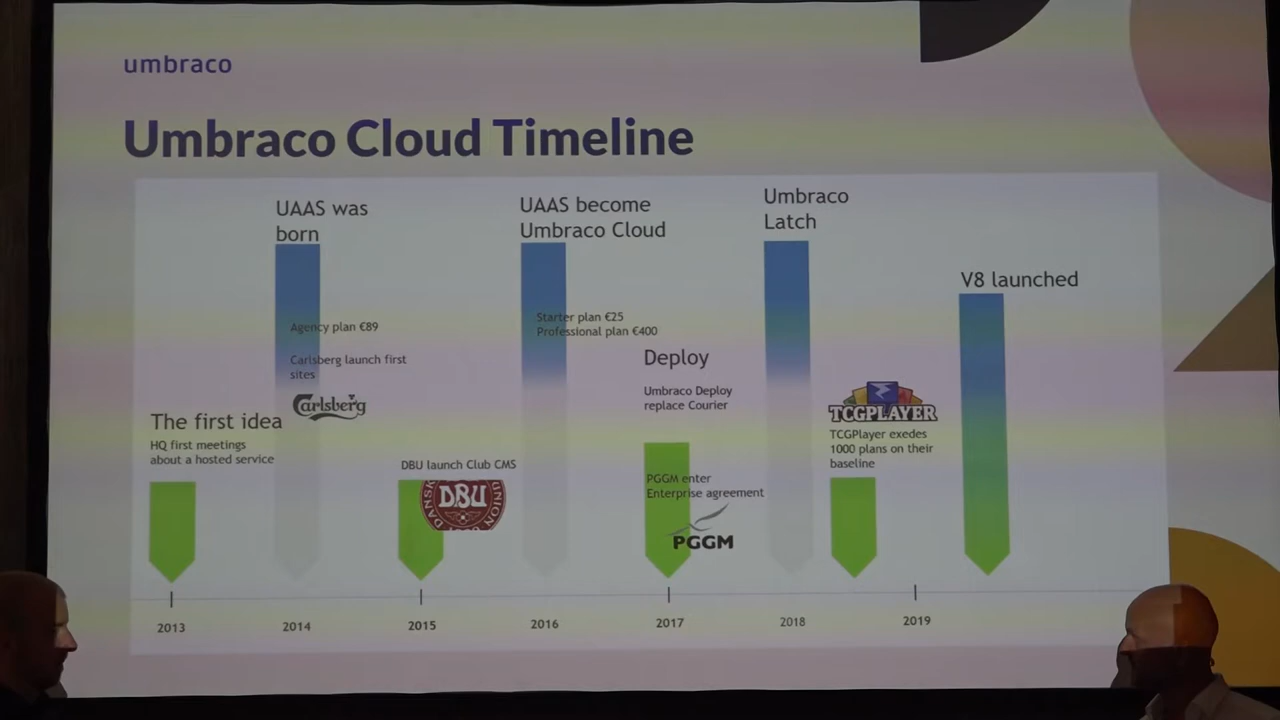 umbraco
Umbraco Cloud Timeline
UAAS was
born
Agency plan €89
Carlsberg launch first
sites
Carlsberg
UAAS become
Umbraco Cloud
Starter plan €25
Professional plan €400
Umbraco
Latch
V8 launched
Deploy
Umbraco Deploy
replace Courier
TCGPLAYER
TCGPlayer exedes
1000 plans on their
baseline
The first idea
HQ first meetings
about a hosted service
DBU launch Club CMS
DANSK
DBU
UNION
PGGM enter
Enterprise agreement
PGGM
2013
2014
2015
2016
2017
2018
2019